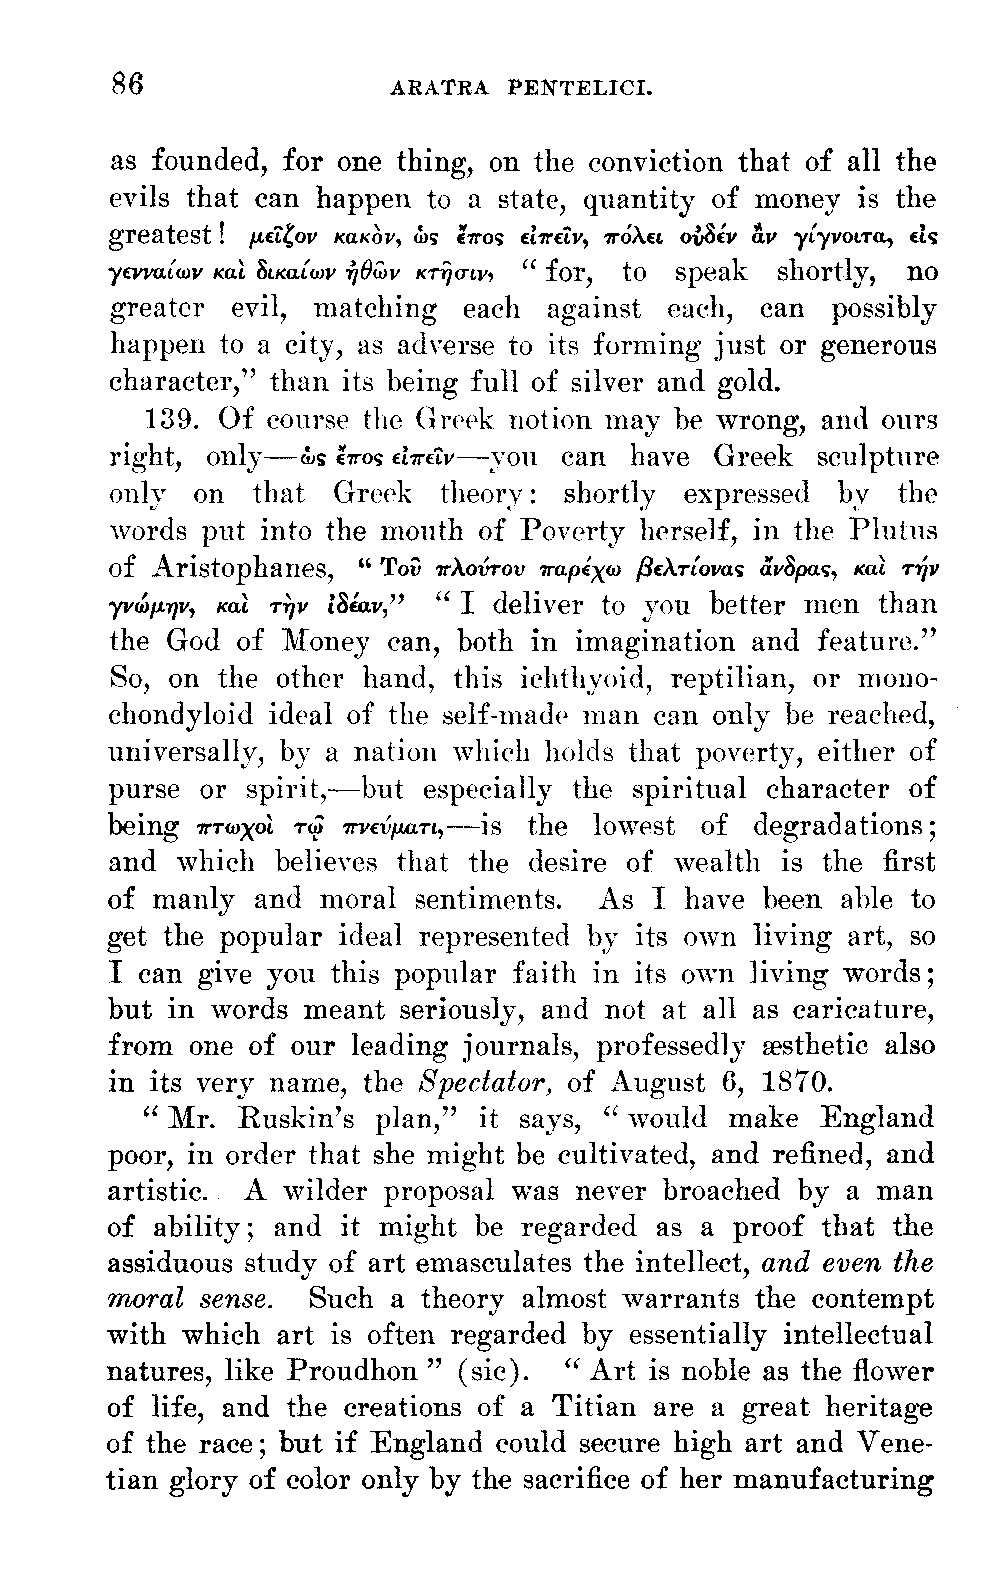 86 ARATRA PENTELICI.
as founded, for one thing, on the conviction that of all the
evils that can happen to a state, quantity of money is the
greatest! μεῖζον κακὸν, ὡς ἔπος εἰπεῖν, πόλει οὐδέν ἂν γίγνοιτα, εἰς
γενναίων καὶ δικαίων ἠθῶν κτῆσιν, “for, to speak shortly, no
greater evil, matching each against each, can possibly
happen to a city, as adverse to its forming just or generous
character,” than its being full of silver and gold.
139. Of course the Greek notion may be wrong, and ours
right, only—ὡς ἔπος εἰπεῖν—you can have Greek sculpture
only on that Greek theory: shortly expressed by the
words put into the mouth of Poverty herself, in the Plutus
of Aristophanes, “Τοῦ πλούτου παρέχω βελτίονας ἄνδρας, καὶ τήν
γνώμην, καὶ τὴν ἰδέαν,” “I deliver to you better men than
the God of Money can, both in imagination and feature.”
So, on the other hand, this ichthyoid, reptilian, or mono-
chondyloid ideal of the self-made man can only be reached,
universally, by a nation which holds that poverty, either of
purse or spirit,—but especially the spiritual character of
being πτωχοὶ τῷ πνεύματι,—is the lowest of degradations;
and which believes that the desire of wealth is the first
of manly and moral sentiments. As I have been able to
get the popular ideal represented by its own living art, so
I can give you this popular faith in its own living words;
but in words meant seriously, and not at all as caricature,
from one of our leading journals, professedly æsthetic also
in its very name, the Spectator, of August 6, 1870.
“Mr. Ruskin’s plan,” it says, “would make England
poor, in order that she might be cultivated, and refined, and
artistic. A wilder proposal was never broached by a man
of ability; and it might be regarded as a proof that the
assiduous study of art emasculates the intellect, and even the
moral sense. Such a theory almost warrants the contempt
with which art is often regarded by essentially intellectual
natures, like Proudhon” (sic). “Art is noble as the flower
of life, and the creations of a Titian are a great heritage
of the race; but if England could secure high art and Vene-
tian glory of color only by the sacrifice of her manufacturing